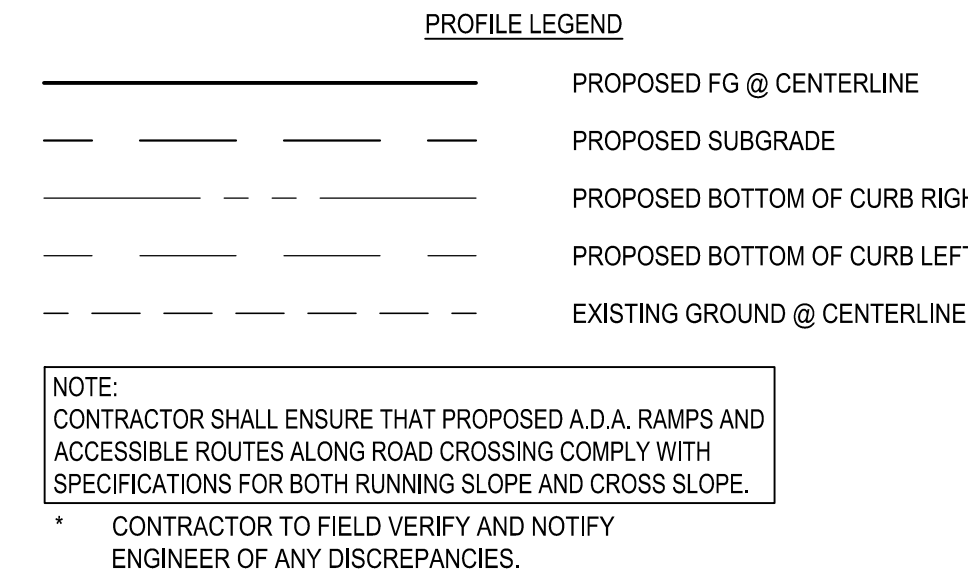 PROFILE LEGEND
PROPOSED FG @ CENTERLINE
PROPOSED SUBGRADE
PROPOSED BOTTOM OF CURB
PROPOSED BOTTOM OF CURB LEFT
EXISTING GROUND @ CENTERLINE
NOTE:
CONTRACTOR SHALL ENSURE THAT PROPOSED A.D.A. RAMPS AND
ACCESSIBLE ROUTES ALONG ROAD CROSSING COMPLY WITH
SPECIFICATIONS FOR BOTH RUNNING SLOPE AND CROSS SLOPE.
* CONTRACTOR TO FIELD VERIFY AND NOTIFY
ENGINEER OF ANY DISCREPANCIES.